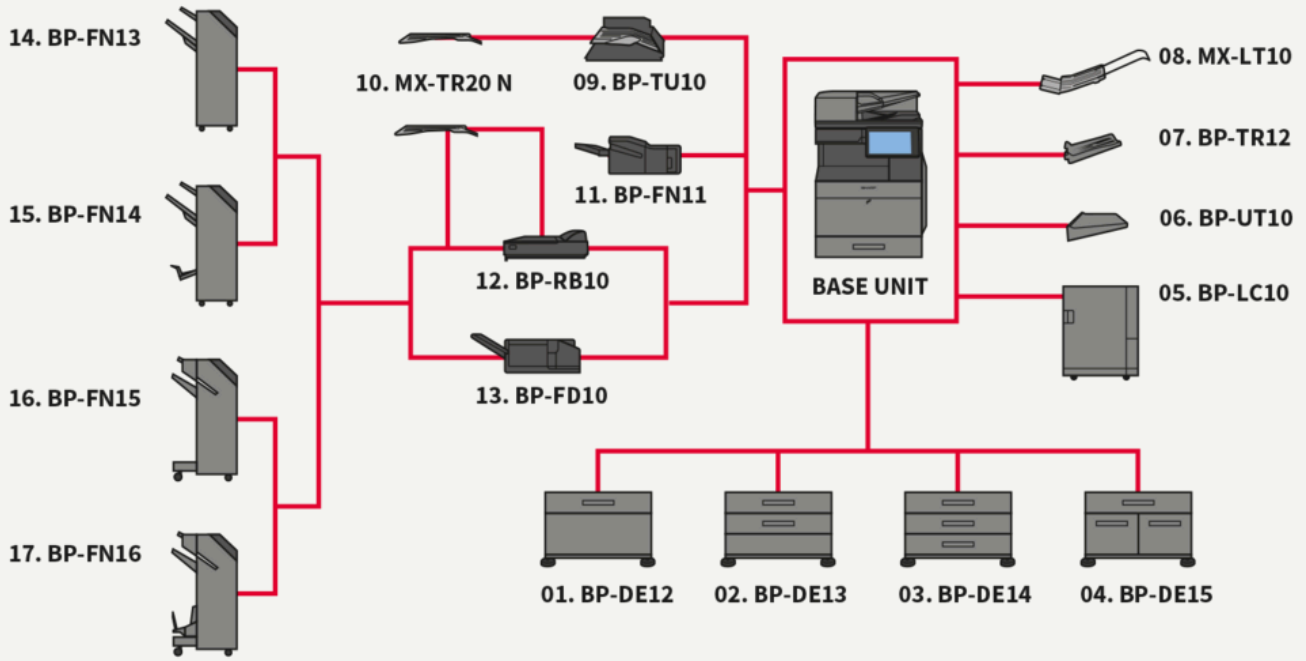 14. BP-FN13
10. MX-TR20 N
09. BP-TU10
08. MX-LT10
07. BP-TR12
15. BP-FN14
11. BP-FN11
06. BP-UT10
12. BP-RB10
BASE UNIT
05. BP-LC10
16. BP-FN15
13. BP-FD10
17. BP-FN16
01. BP-DE12
02. BP-DE13
03. BP-DE14
04. BP-DE15